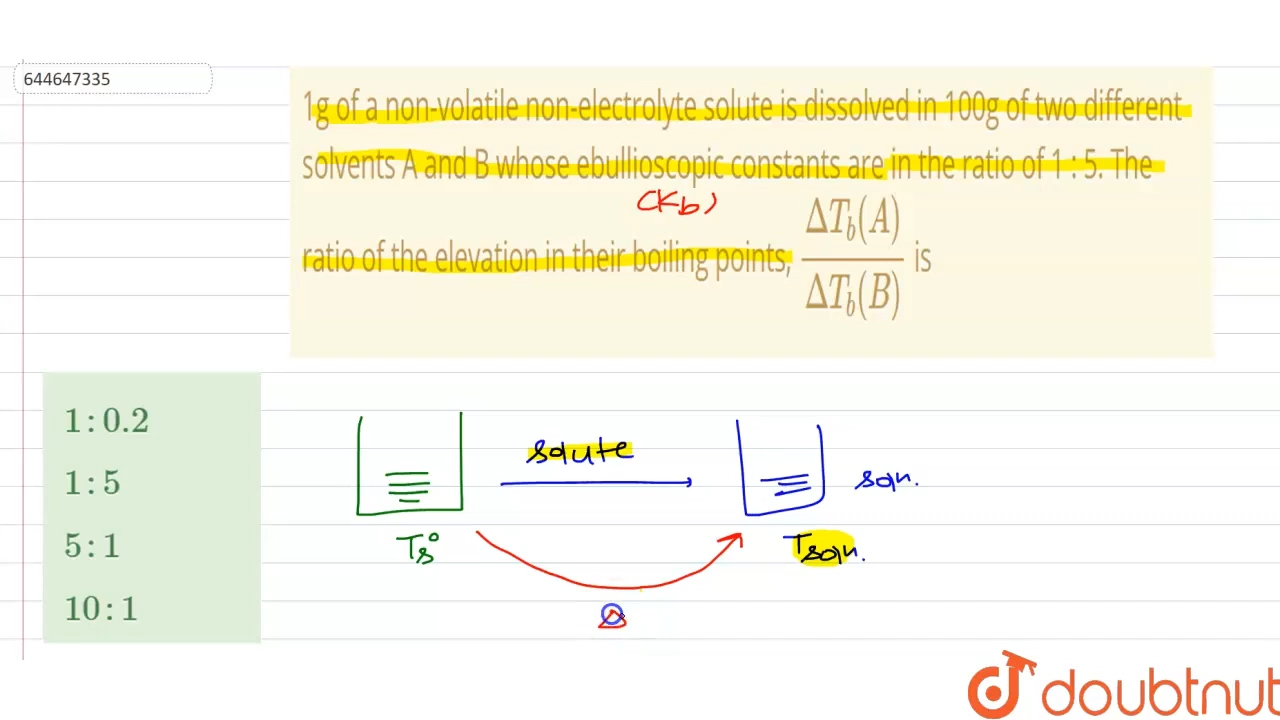 644647335
1g of a non-volatile non-electrolyte solute is dissolved in 100g of two different
solvents A and B whose ebullioscopic constants are in the ratio of 1 : 5. The
(Kb)
ratio of the elevation in their boiling points, ΔT_b(A)/ΔT_b(B) is
1 : 0.2
1 : 5
5 : 1
10 : 1
solute
soln.
Ts°
Tsoln.
Δ
doubtnut